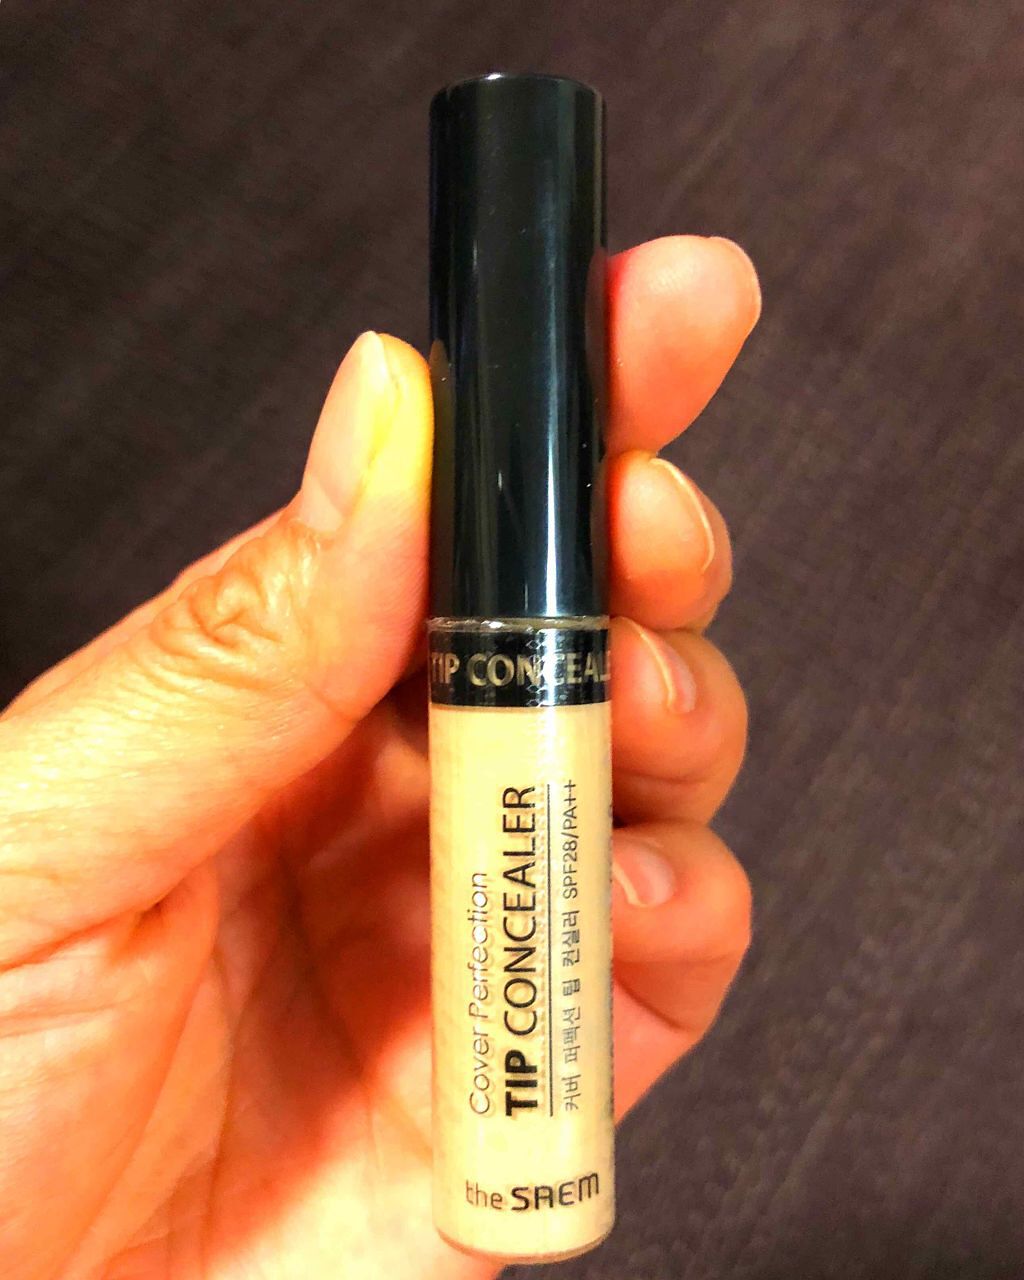 TIP CONCEAL
Cover Perfection
TIP CONCEALER
커버 퍼펙션 팁 컨실러 SPF28/PA++
the SAEM